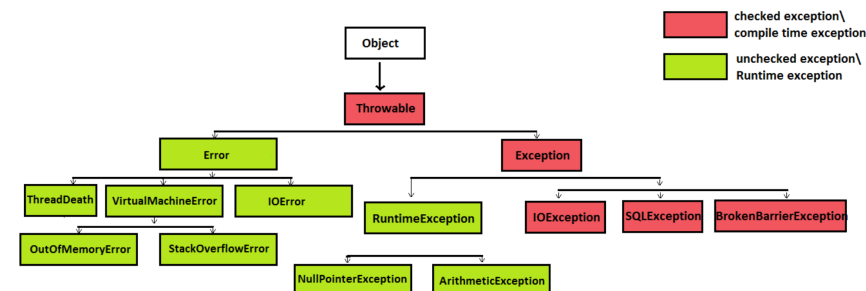 checked exception\
compile time exception
unchecked exception\
Runtime exception
Object
Throwable
Error
Exception
ThreadDeath
VirtualMachineError
IOError
RuntimeException
IOException
SQLException
BrokenBarrierException
OutOfMemoryError
StackOverflowError
NullPointerException
ArithmeticException